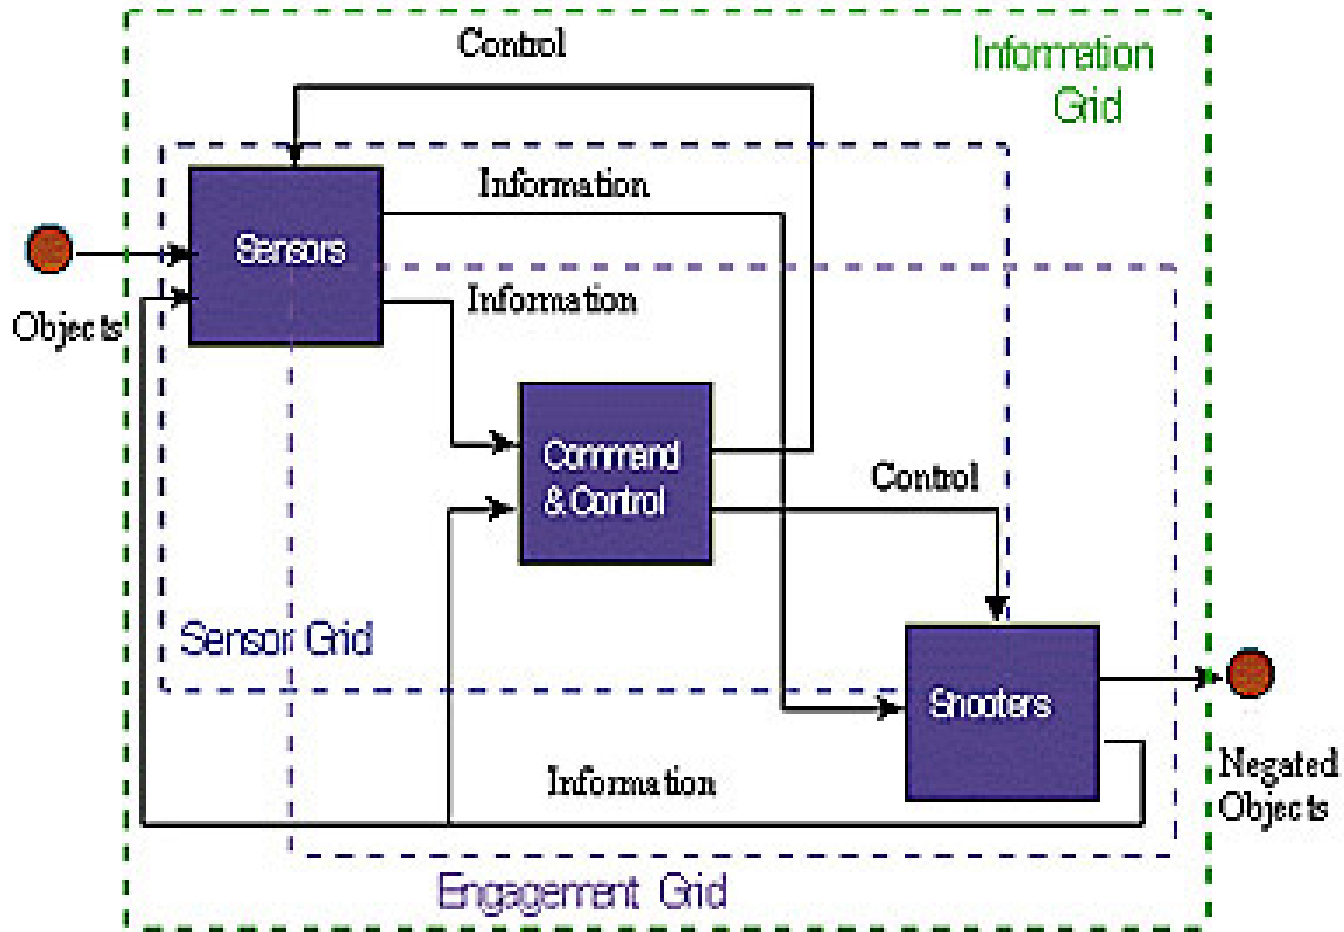 Control
Information
Grid
Information
Sensors
Information
Objects
Command
& Control
Control
Sensor Grid
Shooters
Information
Negated
Objects
Engagement Grid